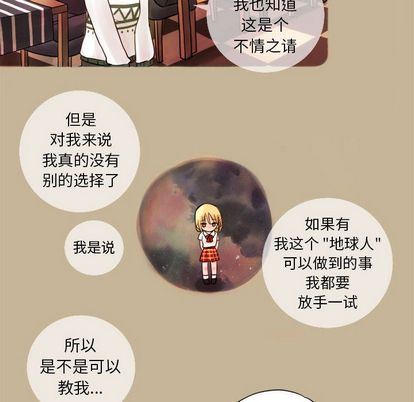 我也知道
这是个
不情之请
但是
对我来说
我真的没有
别的选择了
我是说
如果有
我这个 "地球人"
可以做到的事
我都要
放手一试
所以
是不是可以
教我...